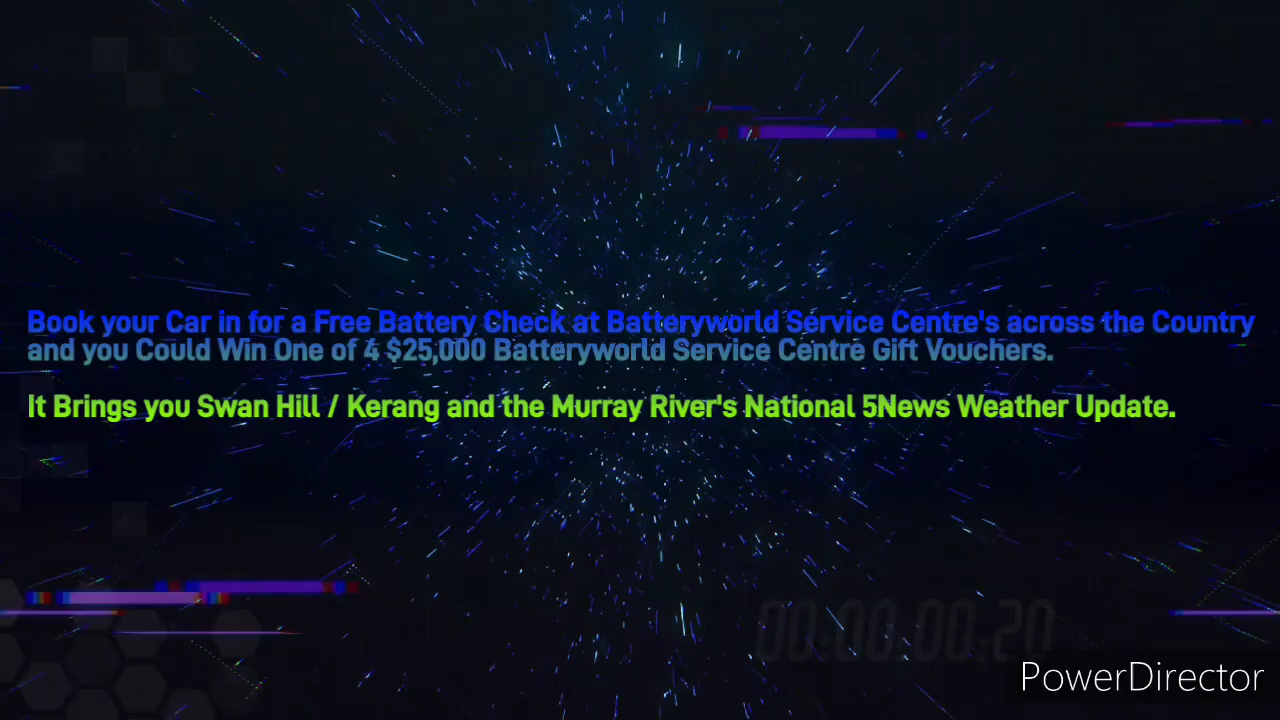 Book your Car in for a Free Battery Check at Batteryworld Service Centre's across the Country
and you Could Win One of 4 $25,000 Batteryworld Service Centre Gift Vouchers.
It Brings you Swan Hill / Kerang and the Murray River's National 5News Weather Update.
00:00:00:20
PowerDirector